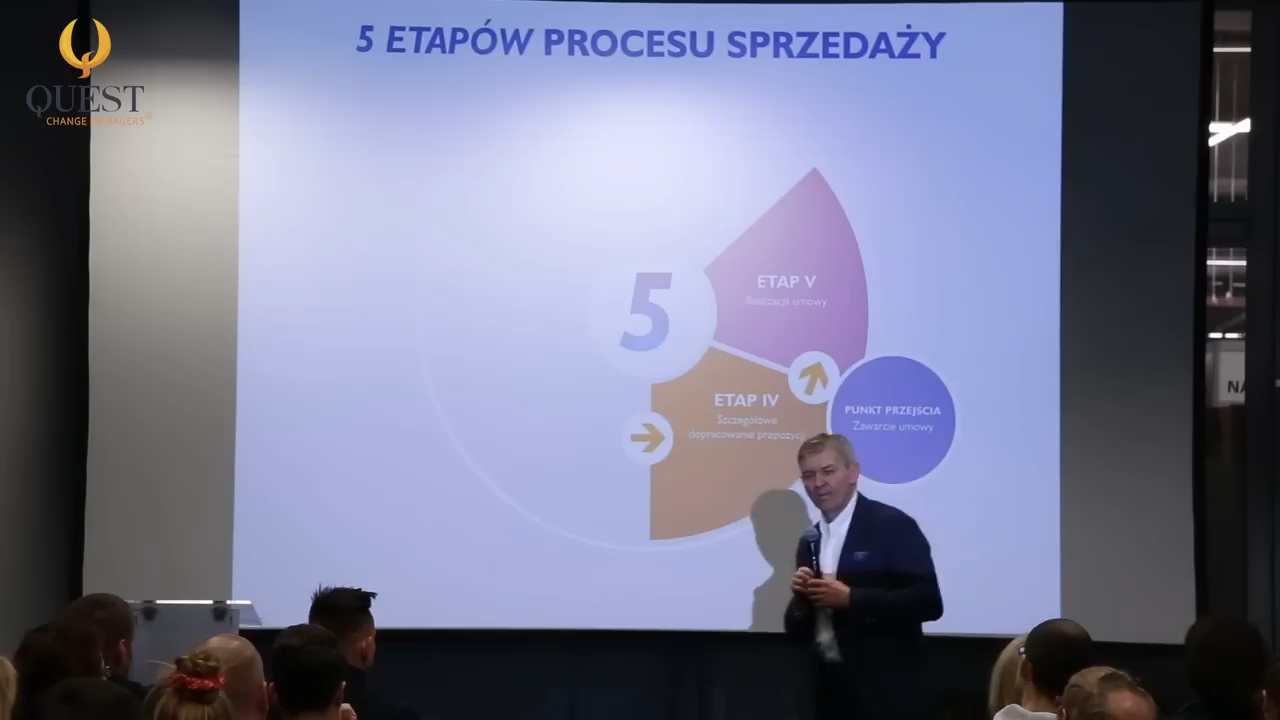 QUEST
CHANGE MANAGERS®
5 ETAPÓW PROCESU SPRZEDAŻY
5
ETAP V
Realizacja umowy
ETAP IV
Szczegółowe
dopracowanie propozycji
PUNKT PRZEJŚCIA
Zawarcie umowy
NA